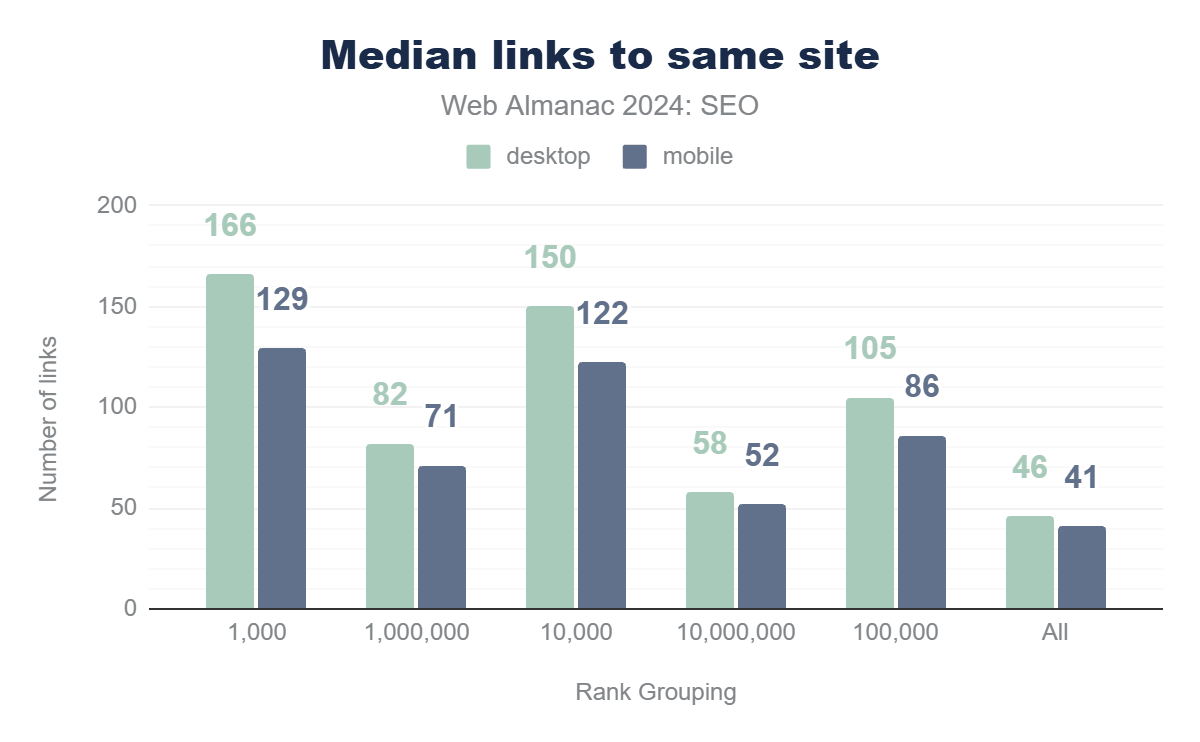 Median links to same site
Web Almanac 2024: SEO
desktop mobile
Number of links
200
150
100
50
0
166
129
82
71
150
122
58
52
105
86
46
41
1,000 1,000,000 10,000 10,000,000 100,000 All
Rank Grouping